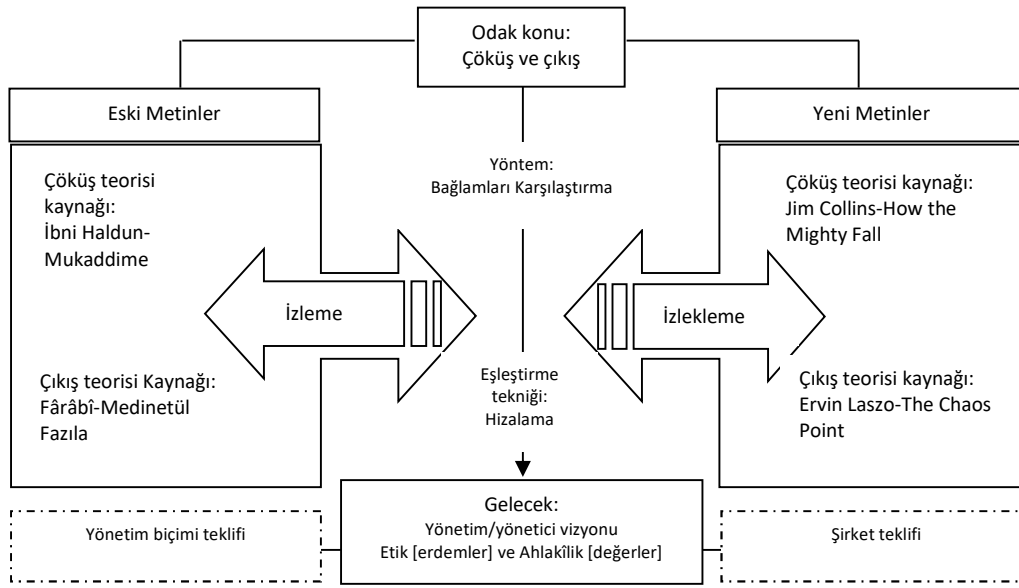 Odak konu:
Çöküş ve çıkış
Eski Metinler
Yeni Metinler
Çöküş teorisi
kaynağı:
İbni Haldun-
Mukaddime
Yöntem:
Bağlamları Karşılaştırma
Çöküş teorisi kaynağı:
Jim Collins-How the
Mighty Fall
İzleme
İzlekleme
Çıkış teorisi Kaynağı:
Fârâbî-Medinetül
Fazıla
Eşleştirme
tekniği:
Hizalama
Çıkış teorisi kaynağı:
Ervin Laszo-The Chaos
Point
Yönetim biçimi teklifi
Gelecek:
Yönetim/yönetici vizyonu
Etik [erdemler] ve Ahlakîlik [değerler]
Şirket teklifi